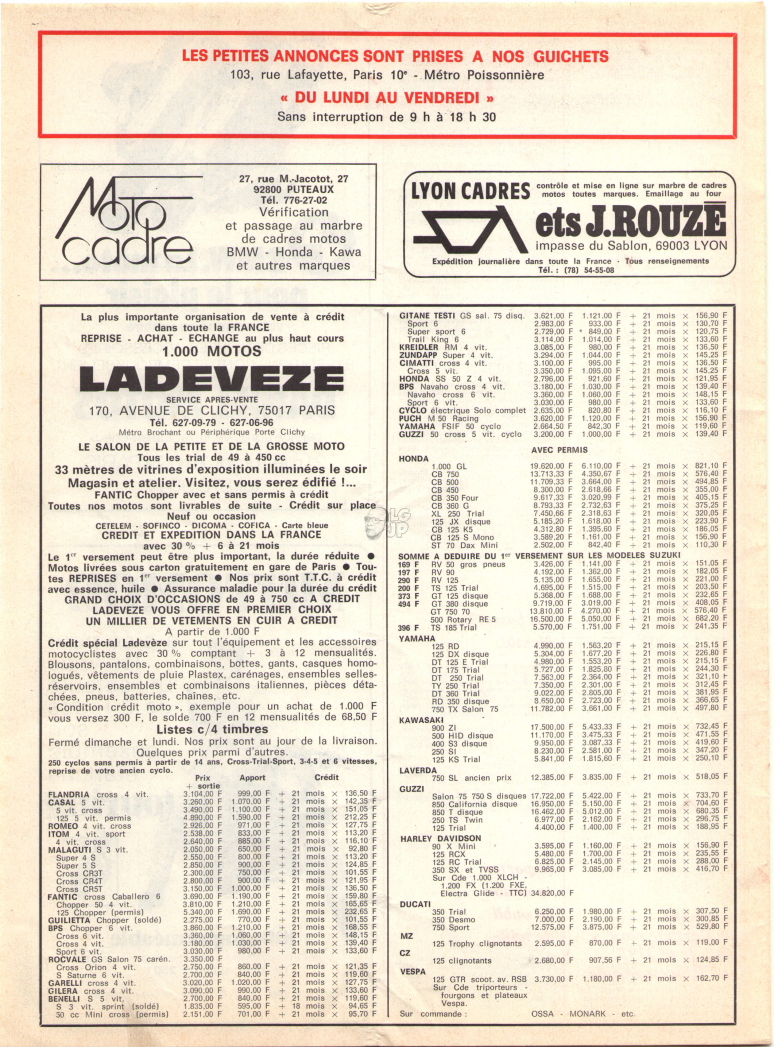 LES PETITES ANNONCES SONT PRISES A NOS GUICHETS
103, rue Lafayette, Paris 10e - Métro Poissonnière
« DU LUNDI AU VENDREDI »
Sans interruption de 9 h à 18 h 30
MOTO
cadre
27, rue M.-Jacotot, 27
92800 PUTEAUX
Tél. 776-27-02
Vérification
et passage au marbre
de cadres motos
BMW - Honda - Kawa
et autres marques
LYON CADRES contrôle et mise en ligne sur marbre de cadres
motos toutes marques. Emaillage au four
ets J.ROUZÉ
impasse du Sablon, 69003 LYON
Expédition journalière dans toute la France - Tous renseignements
Tél. : (78) 54-55-08
La plus importante organisation de vente à crédit
dans toute la FRANCE
REPRISE - ACHAT - ECHANGE au plus haut cours
1.000 MOTOS
LADEVEZE
SERVICE APRES-VENTE
170, AVENUE DE CLICHY, 75017 PARIS
Tél. 627-09-79 - 627-06-96
Métro Brochant ou Périphérique Porte Clichy
LE SALON DE LA PETITE ET DE LA GROSSE MOTO
Tous les trial de 49 à 450 cc
33 mètres de vitrines d'exposition illuminées le soir
Magasin et atelier. Visitez, vous serez édifié !...
FANTIC Chopper avec et sans permis à crédit
Toutes nos motos sont livrables de suite - Crédit sur place
Neuf ou occasion
CETELEM - SOFINCO - DICOMA - COFICA - Carte bleue
CREDIT ET EXPEDITION DANS LA FRANCE
avec 30 % + 6 à 21 mois
Le 1er versement peut être plus important, la durée réduite ●
Motos livrées sous carton gratuitement en gare de Paris ● Tou-
tes REPRISES en 1er versement ● Nos prix sont T.T.C. à crédit
avec essence, huile ● Assurance maladie pour la durée du crédit
GRAND CHOIX D'OCCASIONS de 49 à 750 cc A CREDIT
LADEVEZE VOUS OFFRE EN PREMIER CHOIX
UN MILLIER DE VETEMENTS EN CUIR A CREDIT
A partir de 1.000 F
Crédit spécial Ladevèze sur tout l'équipement et les accessoires
motocyclistes avec 30 % comptant + 3 à 12 mensualités.
Blousons, pantalons, combinaisons, bottes, gants, casques homo-
logués, vêtements de pluie Plastex, carénages, ensembles selles-
réservoirs, ensembles et combinaisons italiennes, pièces déta-
chées, pneus, batteries, chaînes, etc.
« Condition crédit moto », exemple pour un achat de 1.000 F
vous versez 300 F, le solde 700 F en 12 mensualités de 68,50 F
Listes c/4 timbres
Fermé dimanche et lundi. Nos prix sont au jour de la livraison.
Quelques prix parmi d'autres.
250 cyclos sans permis à partir de 14 ans, Cross-Trial-Sport, 3-4-5 et 6 vitesses,
reprise de votre ancien cyclo.
Prix Apport Crédit
+ sortie
FLANDRIA cross 4 vit. 3.104,00 F 999,00 F + 21 mois × 136,50 F
CASAL 5 vit. 3.260,00 F 1.070,00 F + 21 mois × 142,35 F
5 vit. cross 3.490,00 F 1.100,00 F + 21 mois × 151,05 F
125 5 vit. permis 4.890,00 F 1.590,00 F + 21 mois × 212,25 F
ROMEO 4 vit. cross 2.926,00 F 971,00 F + 21 mois × 127,75 F
ITOM 4 vit. sport 2.538,00 F 833,00 F + 21 mois × 113,20 F
4 vit. cross 2.640,00 F 885,00 F + 21 mois × 116,10 F
MALAGUTI S 3 vit. 2.050,00 F 650,00 F + 21 mois × 92,80 F
Super 4 S 2.550,00 F 800,00 F + 21 mois × 113,20 F
Super 5 S 2.850,00 F 900,00 F + 21 mois × 124,85 F
Cross CR3T 2.300,00 F 750,00 F + 21 mois × 101,55 F
Cross CR4T 2.800,00 F 900,00 F + 21 mois × 121,95 F
Cross CR5T 3.150,00 F 1.000,00 F + 21 mois × 136,50 F
FANTIC cross Caballero 6 3.690,00 F 1.190,00 F + 21 mois × 159,80 F
Chopper 50 4 vit. 3.810,00 F 1.210,00 F + 21 mois × 165,65 F
125 Chopper (permis) 5.340,00 F 1.690,00 F + 21 mois × 232,65 F
GUILIETTA Chopper (soldé) 2.275,00 F 770,00 F + 21 mois × 101,55 F
BPS Chopper 6 vit. 3.860,00 F 1.210,00 F + 21 mois × 168,55 F
Cross 6 vit. 3.360,00 F 1.060,00 F + 21 mois × 148,15 F
Cross 4 vit. 3.180,00 F 1.030,00 F + 21 mois × 139,40 F
Sport 6 vit. 3.030,00 F 980,00 F + 21 mois × 133,60 F
ROCVALE GS Salon 75 carén. 3.350,00 F
Cross Orion 4 vit. 2.750,00 F 860,00 F + 21 mois × 121,35 F
S Saturne 6 vit. 2.700,00 F 840,00 F + 21 mois × 119,60 F
GARELLI cross 4 vit. 3.020,00 F 1.020,00 F + 21 mois × 127,75 F
GILERA cross 4 vit. 3.090,00 F 990,00 F + 21 mois × 133,60 F
BENELLI S 5 vit. 2.700,00 F 840,00 F + 21 mois × 119,60 F
S 3 vit. sprint (soldé) 1.835,00 F 595,00 F + 18 mois × 94,65 F
30 cc Mini cross (permis) 2.151,00 F 701,00 F + 21 mois × 95,70 F
GITANE TESTI GS sal. 75 disq. 3.621,00 F 1.121,00 F + 21 mois × 156,90 F
Sport 6 2.983,00 F 933,00 F + 21 mois × 130,70 F
Super sport 6 2.729,00 F 849,00 F + 21 mois × 120,75 F
Trail King 6 3.114,00 F 1.014,00 F + 21 mois × 133,60 F
KREIDLER RM 4 vit. 3.085,00 F 980,00 F + 21 mois × 136,50 F
ZUNDAPP Super 4 vit. 3.294,00 F 1.044,00 F + 21 mois × 145,25 F
CIMATTI cross 4 vit. 3.100,00 F 995,00 F + 21 mois × 136,50 F
Cross 5 vit. 3.350,00 F 1.095,00 F + 21 mois × 145,25 F
HONDA SS 50 Z 4 vit. 2.796,00 F 921,60 F + 21 mois × 121,95 F
BPS Navaho cross 4 vit. 3.180,00 F 1.030,00 F + 21 mois × 139,40 F
Navaho cross 6 vit. 3.360,00 F 1.060,00 F + 21 mois × 148,15 F
Sport 6 vit. 3.030,00 F 980,00 F + 21 mois × 133,60 F
CYCLO électrique Solo complet 2.635,00 F 820,80 F + 21 mois × 116,10 F
PUCH M 50 Racing 3.620,00 F 1.120,00 F + 21 mois × 156,90 F
YAMAHA FSIF 50 cyclo 2.664,50 F 842,30 F + 21 mois × 119,60 F
GUZZI 50 cross 5 vit. cyclo 3.200,00 F 1.000,00 F + 21 mois × 139,40 F
AVEC PERMIS
HONDA
1.000 GL 19.620,00 F 6.110,00 F + 21 mois × 821,10 F
CB 750 13.713,33 F 4.350,67 F + 21 mois × 576,40 F
CB 500 11.709,33 F 3.664,00 F + 21 mois × 494,85 F
CB 450 8.300,00 F 2.618,66 F + 21 mois × 355,00 F
CB 350 Four 9.617,33 F 3.020,99 F + 21 mois × 405,15 F
CB 360 G 8.793,33 F 2.732,63 F + 21 mois × 375,25 F
XL 250 Trial 7.450,66 F 2.318,63 F + 21 mois × 320,05 F
125 JX disque 5.185,20 F 1.618,00 F + 21 mois × 223,90 F
CB 125 K5 4.312,80 F 1.395,60 F + 21 mois × 186,05 F
CB 125 S Mono 3.589,20 F 1.161,00 F + 21 mois × 156,90 F
ST 70 Dax Mini 2.502,00 F 842,40 F + 21 mois × 110,30 F
SOMME A DEDUIRE DU 1er VERSEMENT SUR LES MODELES SUZUKI
169 F RV 50 gros pneus 3.426,00 F 1.141,00 F + 21 mois × 151,05 F
197 F RV 90 4.192,00 F 1.362,00 F + 21 mois × 182,05 F
290 F RV 125 5.135,00 F 1.655,00 F + 21 mois × 221,00 F
200 F TS 125 Trial 4.695,00 F 1.515,00 F + 21 mois × 203,50 F
373 F GT 125 disque 5.368,00 F 1.688,00 F + 21 mois × 232,65 F
494 F GT 380 disque 9.719,00 F 3.019,00 F + 21 mois × 408,05 F
GT 750 70 13.810,00 F 4.270,00 F + 21 mois × 576,40 F
500 Rotary RE 5 16.500,00 F 5.050,00 F + 21 mois × 682,20 F
396 F TS 185 Trial 5.570,00 F 1.751,00 F + 21 mois × 241,35 F
YAMAHA
125 RD 4.990,00 F 1.563,20 F + 21 mois × 215,15 F
125 DX disque 5.304,00 F 1.677,20 F + 21 mois × 226,80 F
DT 125 E Trial 4.980,00 F 1.553,20 F + 21 mois × 215,15 F
DT 175 Trial 5.727,00 F 1.825,80 F + 21 mois × 244,30 F
DT 250 Trial 7.563,00 F 2.364,00 F + 21 mois × 321,10 F
TY 250 Trial 7.350,00 F 2.301,00 F + 21 mois × 312,45 F
DT 360 Trial 9.022,00 F 2.805,00 F + 21 mois × 381,95 F
RD 350 disque 8.650,00 F 2.723,00 F + 21 mois × 366,65 F
750 TX Salon 75 11.782,00 F 3.661,00 F + 21 mois × 497,80 F
KAWASAKI
900 ZI 17.500,00 F 5.433,33 F + 21 mois × 732,45 F
500 HID disque 11.170,00 F 3.475,33 F + 21 mois × 471,55 F
400 S3 disque 9.950,00 F 3.087,33 F + 21 mois × 419,60 F
250 SI 8.230,00 F 2.581,00 F + 21 mois × 347,20 F
125 KS Trial 5.841,00 F 1.815,60 F + 21 mois × 250,10 F
LAVERDA
750 SL ancien prix 12.385,00 F 3.835,00 F + 21 mois × 518,05 F
GUZZI
Salon 75 750 S disques 17.722,00 F 5.422,00 F + 21 mois × 733,70 F
850 California disque 16.950,00 F 5.150,00 F + 21 mois × 704,60 F
850 T disque 16.462,00 F 5.012,00 F + 21 mois × 680,35 F
250 TS Twin 6.977,00 F 2.162,00 F + 21 mois × 296,75 F
125 Trial 4.400,00 F 1.400,00 F + 21 mois × 188,95 F
HARLEY DAVIDSON
90 X Mini 3.595,00 F 1.160,00 F + 21 mois × 156,90 F
125 RCX 5.480,00 F 1.700,00 F + 21 mois × 235,55 F
125 RC Trial 6.825,00 F 2.145,00 F + 21 mois × 288,00 F
350 SX et TVSS 9.965,00 F 3.085,00 F + 21 mois × 416,70 F
Sur Cde 1.000 XLCH -
1.200 FX (1.200 FXE,
Electra Glide - TTC) 34.820,00 F
DUCATI
350 Trial 6.250,00 F 1.980,00 F + 21 mois × 307,50 F
350 Desmo 7.000,00 F 2.190,00 F + 21 mois × 300,85 F
750 Sport 12.575,00 F 3.875,00 F + 21 mois × 529,80 F
MZ
125 Trophy clignotants 2.595,00 F 870,00 F + 21 mois × 119,00 F
CZ
125 clignotants 2.680,00 F 907,56 F + 21 mois × 124,85 F
VESPA
125 GTR scoot. av. RSB 3.730,00 F 1.180,00 F + 21 mois × 162,70 F
Sur Cde triporteurs -
fourgons et plateaux
Vespa.
Sur commande : OSSA - MONARK - etc.